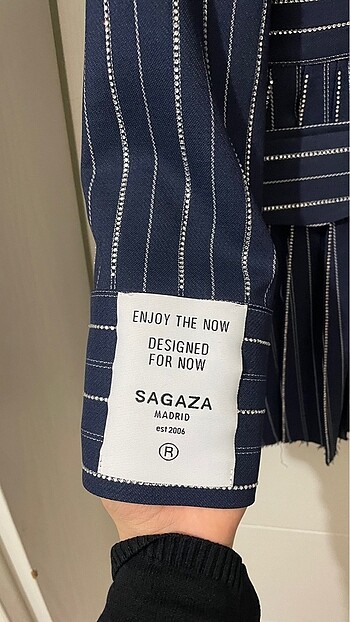 ENJOY THE NOW
DESIGNED
FOR NOW
SAGAZA
MADRID
est 2006
®